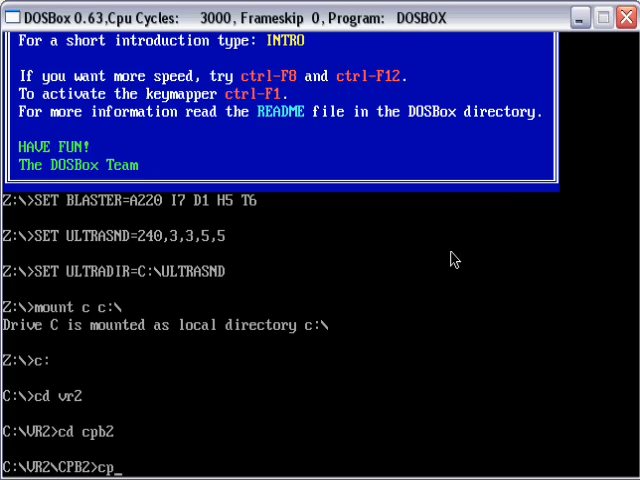 DOSBox 0.63,Cpu Cycles:    3000, Frameskip  0, Program:   DOSBOX
For a short introduction type: INTRO
If you want more speed, try ctrl-F8 and ctrl-F12.
To activate the keymapper ctrl-F1.
For more information read the README file in the DOSBox directory.
HAVE FUN!
The DOSBox Team
Z:\>SET BLASTER=A220 I7 D1 H5 T6
Z:\>SET ULTRASND=240,3,3,5,5
Z:\>SET ULTRADIR=C:\ULTRASND
Z:\>mount c c:\
Drive C is mounted as local directory c:\
Z:\>c:
C:\>cd vr2
C:\VR2>cd cpb2
C:\VR2\CPB2>cp_